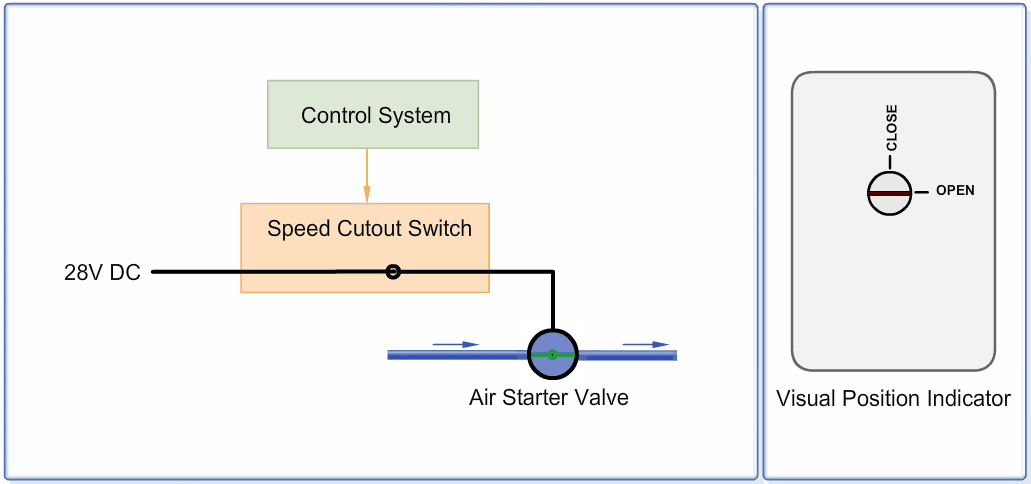 Control System
Speed Cutout Switch
28V DC
Air Starter Valve
CLOSE
OPEN
Visual Position Indicator